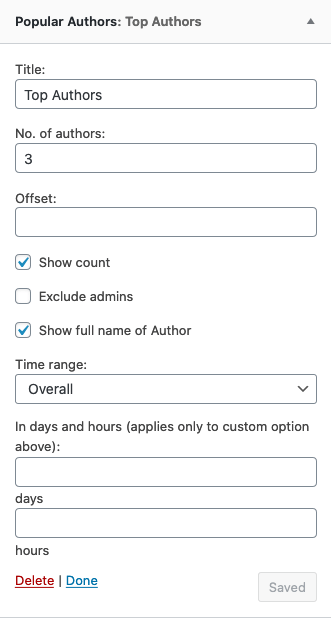 Popular Authors: Top Authors
Title:
Top Authors
No. of authors:
3
Offset:
Show count
Exclude admins
Show full name of Author
Time range:
Overall
In days and hours (applies only to custom option
above):
days
hours
Delete | Done
Saved